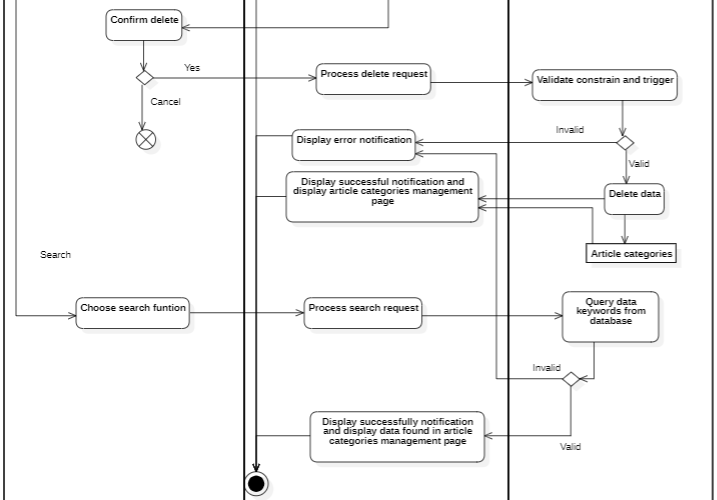 Confirm delete
Yes
Process delete request
Validate constrain and trigger
Cancel
Invalid
Display error notification
Valid
Display successful notification and
display article categories management
page
Delete data
Article categories
Search
Choose search funtion
Process search request
Query data
keywords from
database
Invalid
Display successfully notification
and display data found in article
categories management page
Valid